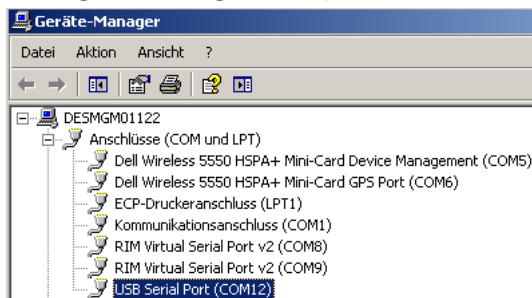 Geräte-Manager
Datei Aktion Ansicht ?
DESMGM01122
Anschlüsse (COM und LPT)
Dell Wireless 5550 HSPA+ Mini-Card Device Management (COM5)
Dell Wireless 5550 HSPA+ Mini-Card GPS Port (COM6)
ECP-Druckeranschluss (LPT1)
Kommunikationsanschluss (COM1)
RIM Virtual Serial Port v2 (COM8)
RIM Virtual Serial Port v2 (COM9)
USB Serial Port (COM12)